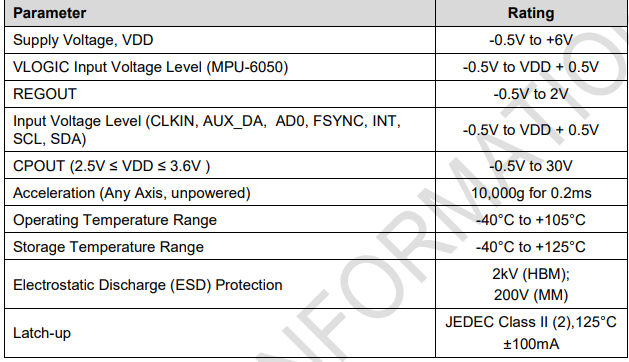 Parameter Rating
Supply Voltage, VDD -0.5V to +6V
VLOGIC Input Voltage Level (MPU-6050) -0.5V to VDD + 0.5V
REGOUT -0.5V to 2V
Input Voltage Level (CLKIN, AUX_DA,  AD0, FSYNC, INT,
SCL, SDA) -0.5V to VDD + 0.5V
CPOUT (2.5V ≤ VDD ≤ 3.6V ) -0.5V to 30V
Acceleration (Any Axis, unpowered) 10,000g for 0.2ms
Operating Temperature Range -40°C to +105°C
Storage Temperature Range -40°C to +125°C
Electrostatic Discharge (ESD) Protection 2kV (HBM);
200V (MM)
Latch-up JEDEC Class II (2),125°C
±100mA
INFORMATION